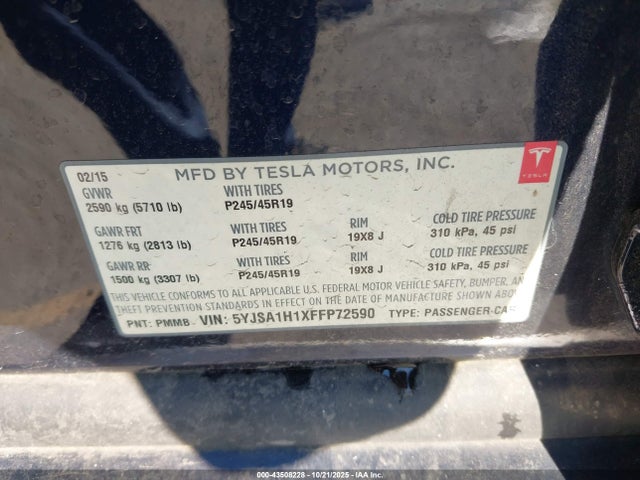 02/15 MFD BY TESLA MOTORS, INC.
TESLA
GVWR WITH TIRES
2590 kg (5710 lb) P245/45R19
GAWR FRT WITH TIRES RIM COLD TIRE PRESSURE
1276 kg (2813 lb) P245/45R19 19X8 J 310 kPa, 45 psi
GAWR RR WITH TIRES RIM COLD TIRE PRESSURE
1500 kg (3307 lb) P245/45R19 19X8 J 310 kPa, 45 psi
THIS VEHICLE CONFORMS TO ALL APPLICABLE U.S. FEDERAL MOTOR VEHICLE SAFETY, BUMPER, AND
THEFT PREVENTION STANDARDS IN EFFECT ON THE DATE OF MANUFACTURE SHOWN ABOVE.
PNT: PMMB VIN: 5YJSA1H1XFFP72590 TYPE: PASSENGER-CAR
000-43508228 - 10/21/2025 - IAAI.COM